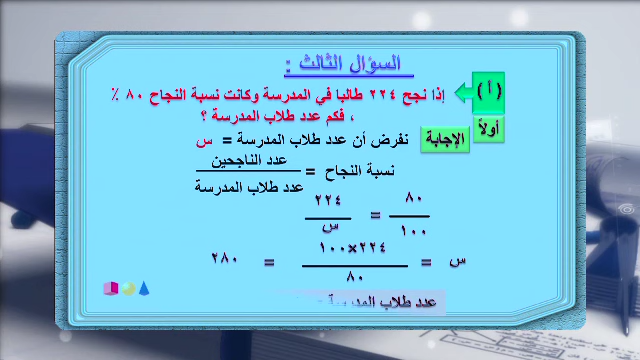 السؤال الثالث :
( أ ) إذا نجح ٢٢٤ طالبا في المدرسة وكانت نسبة النجاح ٨٠ ٪
، فكم عدد طلاب المدرسة ؟
أولاً
الإجابة نفرض أن عدد طلاب المدرسة = س
نسبة النجاح = عدد الناجحين
عدد طلاب المدرسة
٨٠ = ٢٢٤
١٠٠ س
س = ٢٢٤×١٠٠ = ٢٨٠
٨٠
عدد طلاب المدرسة